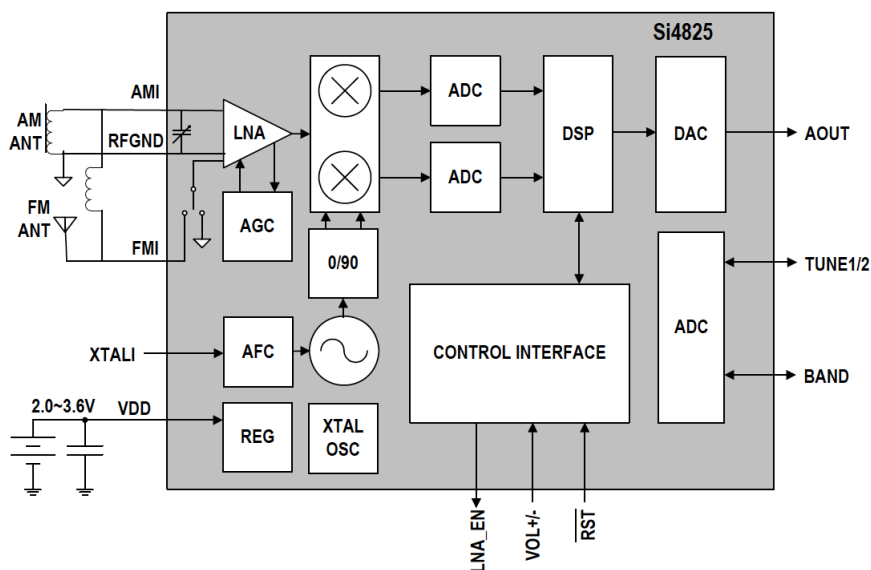 Si4825
AMI
AM
ANT
RFGND
LNA
ADC
DSP
DAC
AOUT
ADC
FM
ANT
AGC
FMI
0/90
TUNE1/2
ADC
CONTROL INTERFACE
XTALI
AFC
BAND
2.0~3.6V
VDD
REG
XTAL
OSC
LNA_EN
VOL+/-
RST